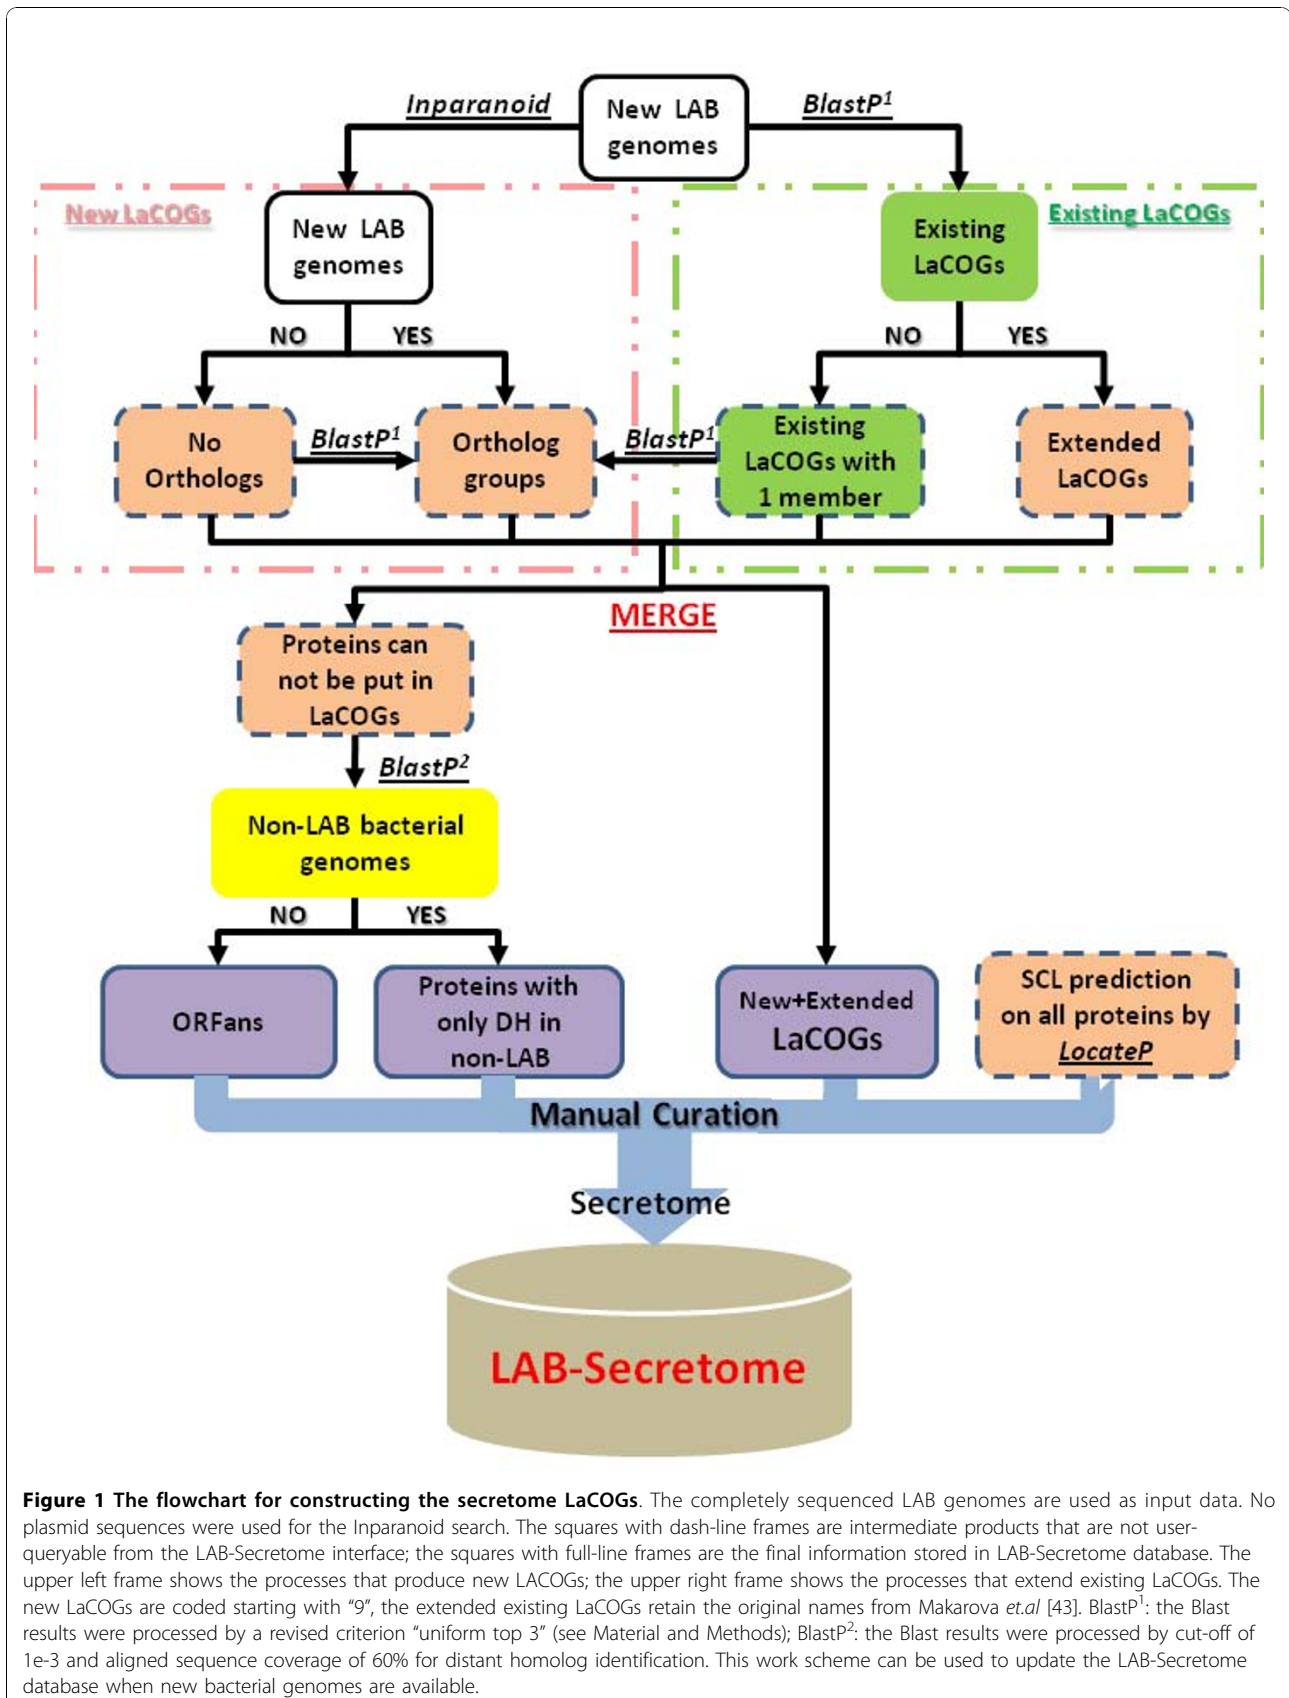 Inparanoid
New LAB
genomes
BlastP¹
New LaCOGs
New LAB
genomes
Existing
LaCOGs
Existing LaCOGs
NO
YES
NO
YES
No
Orthologs
BlastP¹
Ortholog
groups
BlastP¹
Existing
LaCOGs with
1 member
Extended
LaCOGs
MERGE
Proteins can
not be put in
LaCOGs
BlastP²
Non-LAB bacterial
genomes
NO
YES
ORFans
Proteins with
only DH in
non-LAB
New+Extended
LaCOGs
SCL prediction
on all proteins by
LocateP
Manual Curation
Secretome
LAB-Secretome
Figure 1 The flowchart for constructing the secretome LaCOGs. The completely sequenced LAB genomes are used as input data. No
plasmid sequences were used for the Inparanoid search. The squares with dash-line frames are intermediate products that are not user-
queryable from the LAB-Secretome interface; the squares with full-line frames are the final information stored in LAB-Secretome database. The
upper left frame shows the processes that produce new LACOGs; the upper right frame shows the processes that extend existing LaCOGs. The
new LaCOGs are coded starting with “9”, the extended existing LaCOGs retain the original names from Makarova et.al [43]. BlastP¹: the Blast
results were processed by a revised criterion “uniform top 3” (see Material and Methods); BlastP²: the Blast results were processed by cut-off of
1e-3 and aligned sequence coverage of 60% for distant homolog identification. This work scheme can be used to update the LAB-Secretome
database when new bacterial genomes are available.